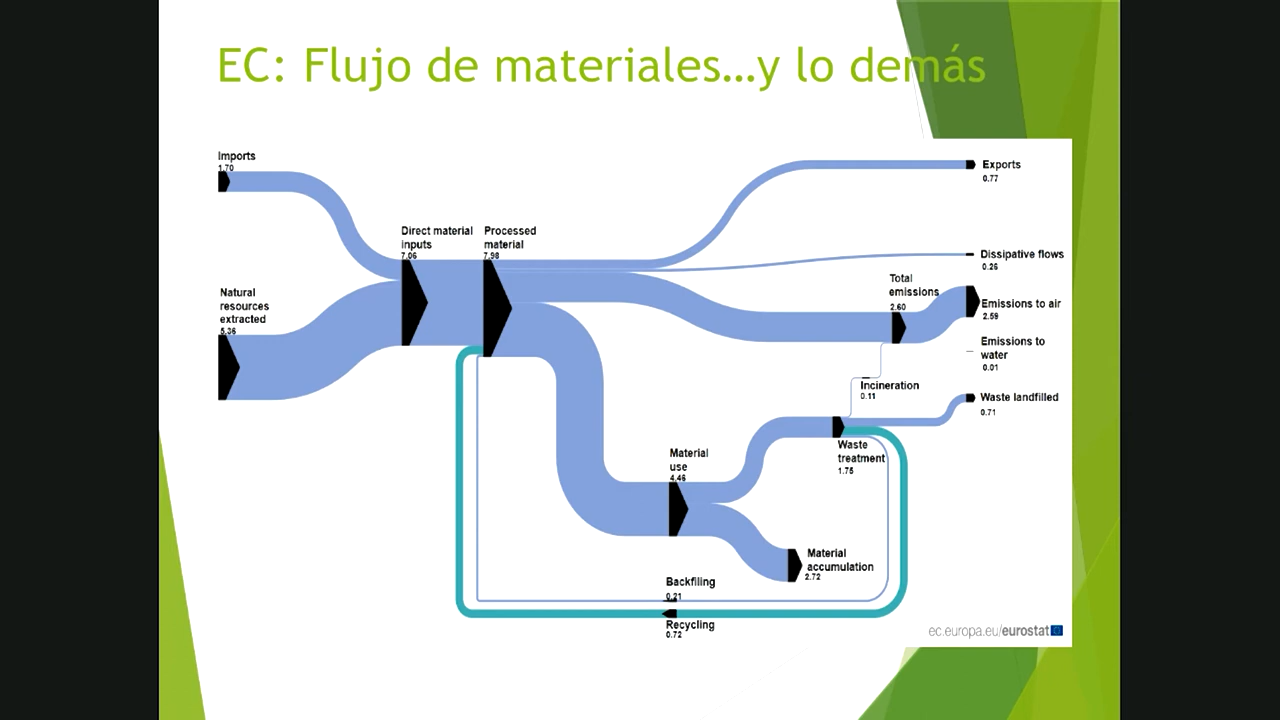 EC: Flujo de materiales...y lo demás
Imports
1.70
Exports
0.77
Direct material
inputs
7.06
Processed
material
7.98
Dissipative flows
0.25
Total
emissions
2.60
Natural
resources
extracted
5.36
Emissions to air
2.59
Emissions to
water
0.01
Incineration
0.11
Waste landfilled
0.71
Waste
treatment
1.75
Material
use
4.46
Material
accumulation
2.72
Backfiling
0.21
Recycling
0.72
ec.europa.eu/eurostat